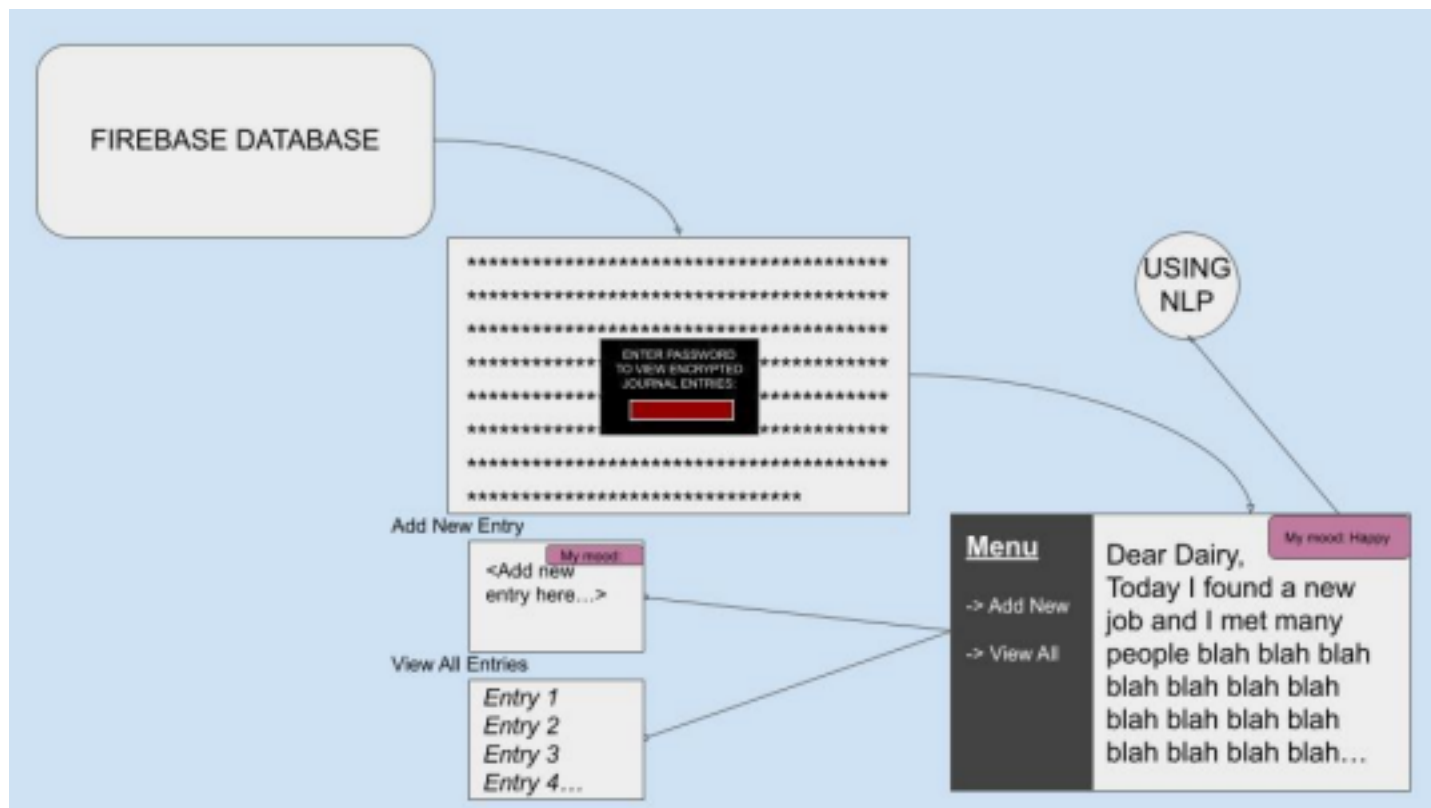 FIREBASE DATABASE
****************************************
****************************************
****************************************
ENTER PASSWORD
TO VIEW ENCRYPTED
JOURNAL ENTRIES:
****************************************
********************************
USING
NLP
Add New Entry
My mood:
<Add new
entry here...>
View All Entries
Entry 1
Entry 2
Entry 3
Entry 4...
Menu
-> Add New
-> View All
My mood: Happy
Dear Dairy,
Today I found a new
job and I met many
people blah blah blah
blah blah blah blah
blah blah blah blah
blah blah blah blah...